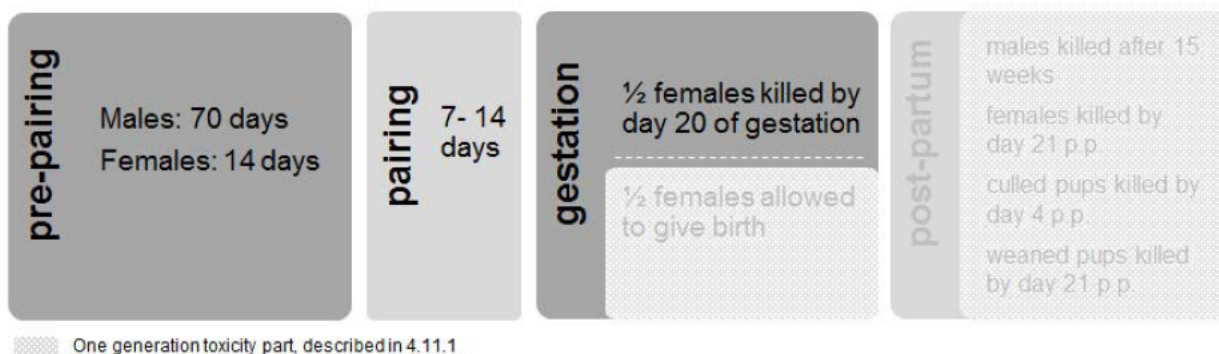 pre-pairing
Males: 70 days
Females: 14 days
pairing
7- 14
days
gestation
½ females killed by
day 20 of gestation
½ females allowed
to give birth
post-partum
males killed after 15
weeks
females killed by
day 21 p.p.
culled pups killed by
day 4 p.p.
weaned pups killed
by day 21 p.p.
One generation toxicity part, described in 4.11.1